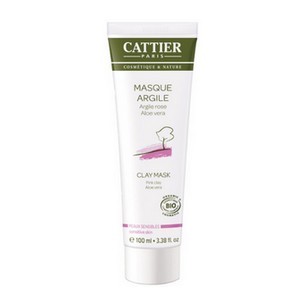 CATTIER
PARIS
COSMÉTIQUE & NATURE
MASQUE
ARGILE
Argile rose
Aloe vera
CLAY MASK
Pink clay
Aloe vera
BIO
PEAUX SENSIBLES
sensitive skin
e 100 ml • 3.38 fl. oz